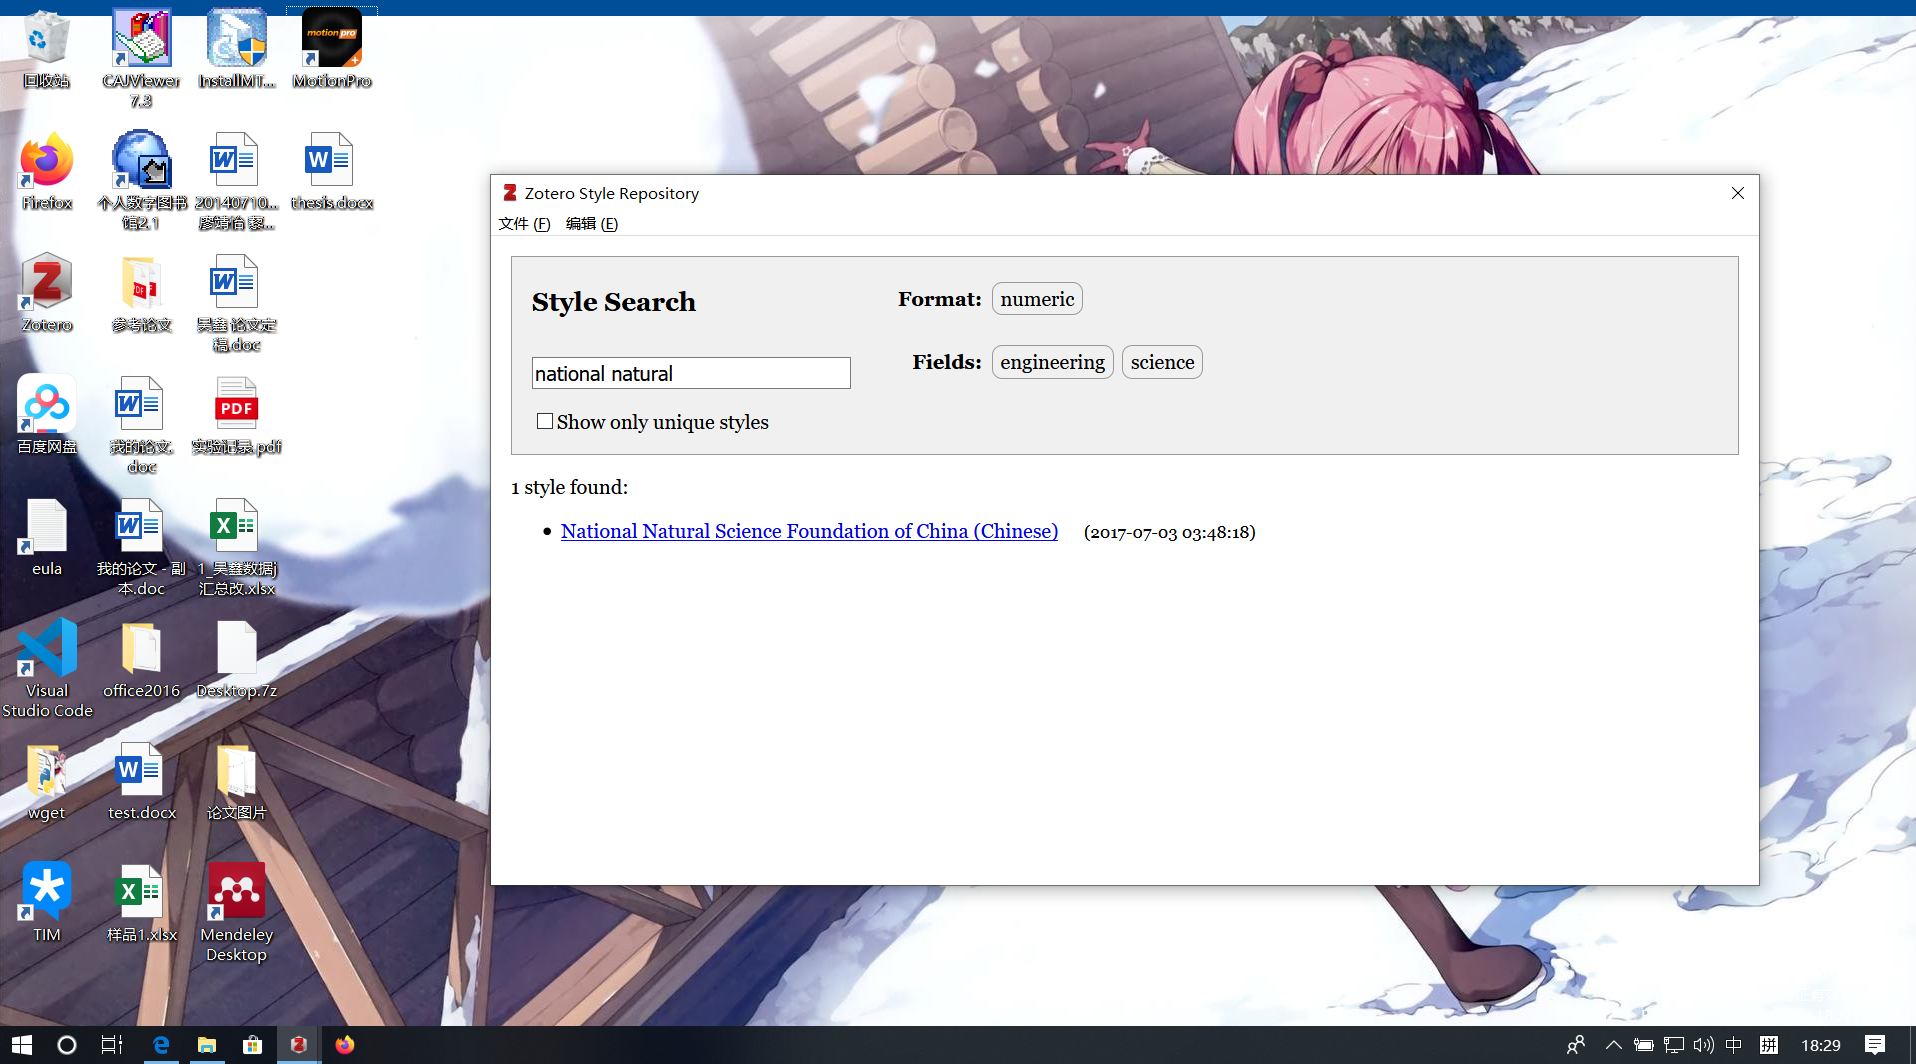 回收站
CAJViewer
7.3
InstallMT...
motionpro
MotionPro
Firefox
个人数字图书
馆2.1
20140710...
廖婧怡 黎...
thesis.docx
Zotero
参考论文
昊鑫 论文定
稿.doc
百度网盘
我的论文.
doc
PDF
实验记录.pdf
eula
我的论文 - 副
本.doc
1_昊鑫数据j
汇总改.xlsx
Visual
Studio Code
office2016
Desktop.7z
wget
test.docx
论文图片
TIM
样品1.xlsx
Mendeley
Desktop
Zotero Style Repository
文件 (F) 编辑 (E)
Style Search
national natural
Show only unique styles
Format: numeric
Fields: engineering science
1 style found:
National Natural Science Foundation of China (Chinese) (2017-07-03 03:48:18)
中 拼 18:29